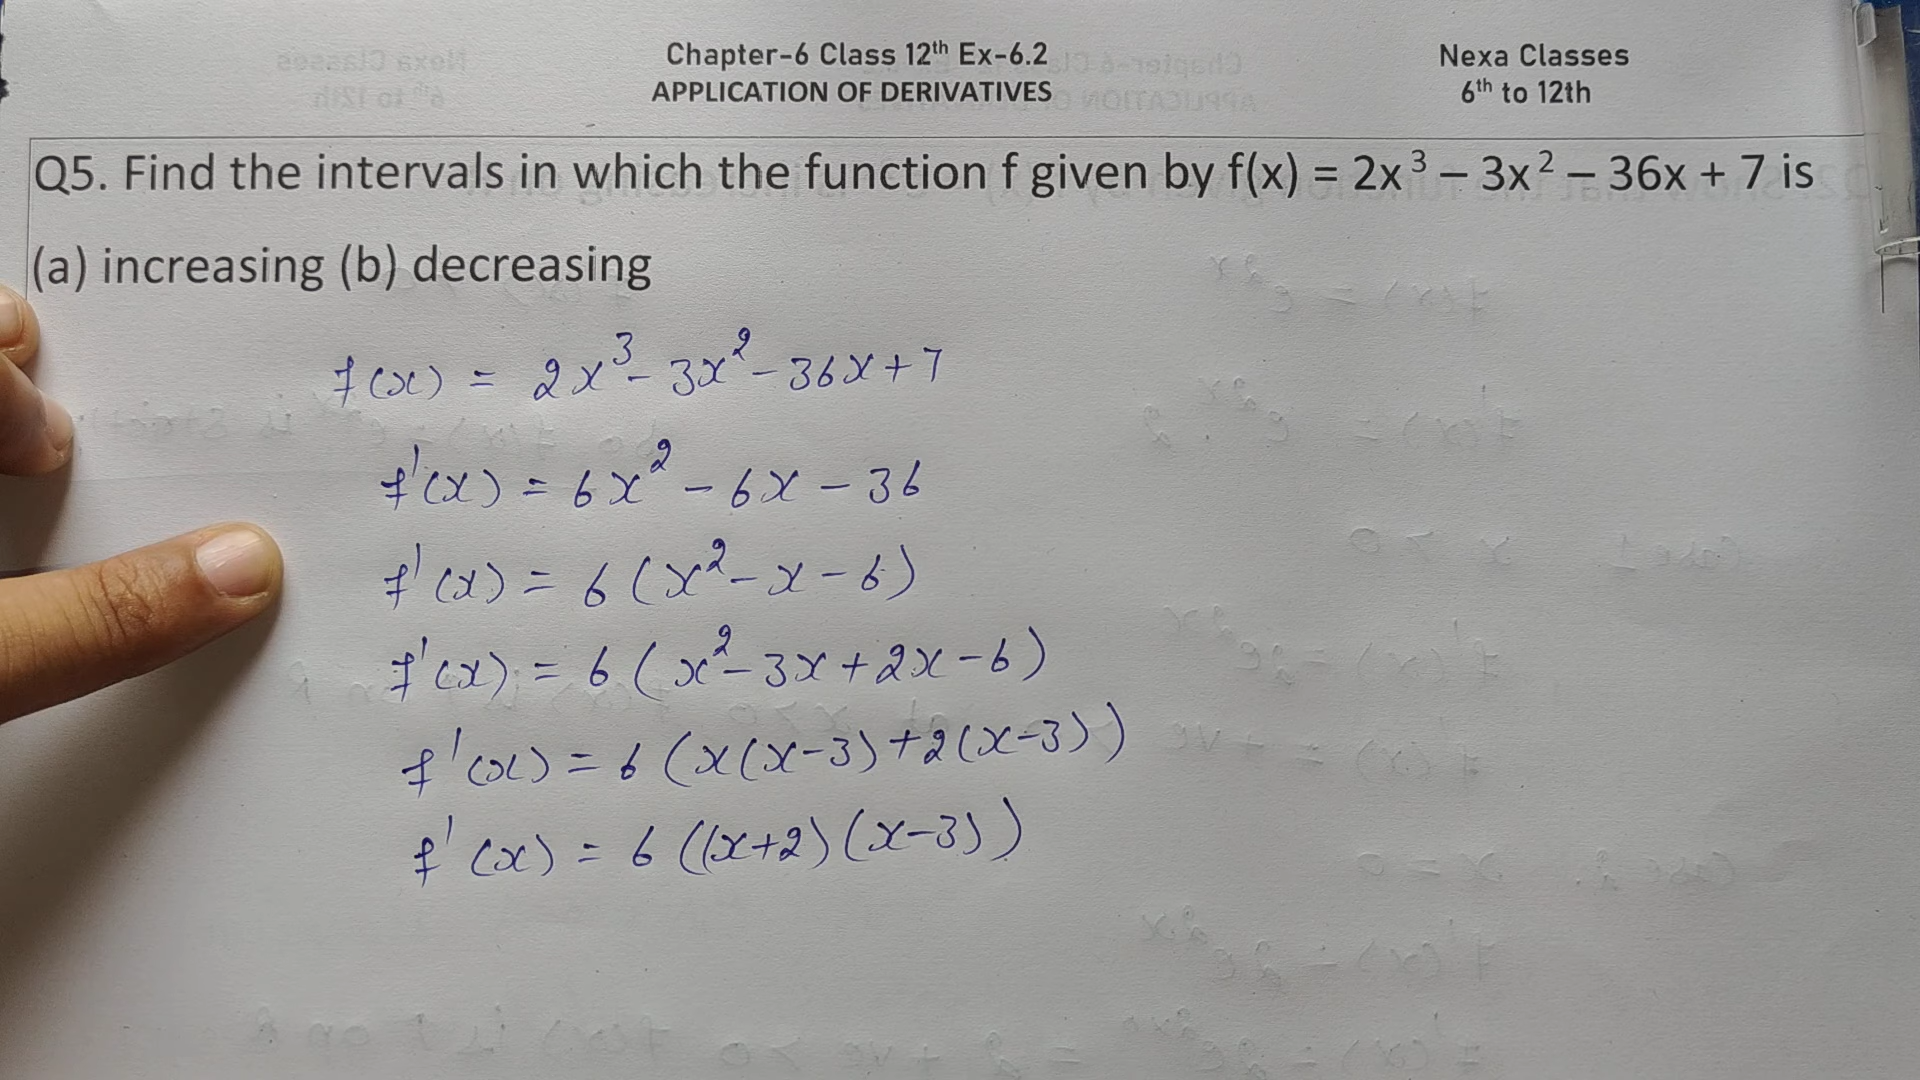 Chapter-6 Class 12th Ex-6.2
APPLICATION OF DERIVATIVES
Nexa Classes
6th to 12th
Q5. Find the intervals in which the function f given by f(x) = 2x³ – 3x² – 36x + 7 is
(a) increasing (b) decreasing
f(x) = 2x³ - 3x² - 36x + 7
f'(x) = 6x² - 6x - 36
f'(x) = 6(x² - x - 6)
f'(x) = 6(x² - 3x + 2x - 6)
f'(x) = 6(x(x-3) + 2(x-3))
f'(x) = 6((x+2)(x-3))